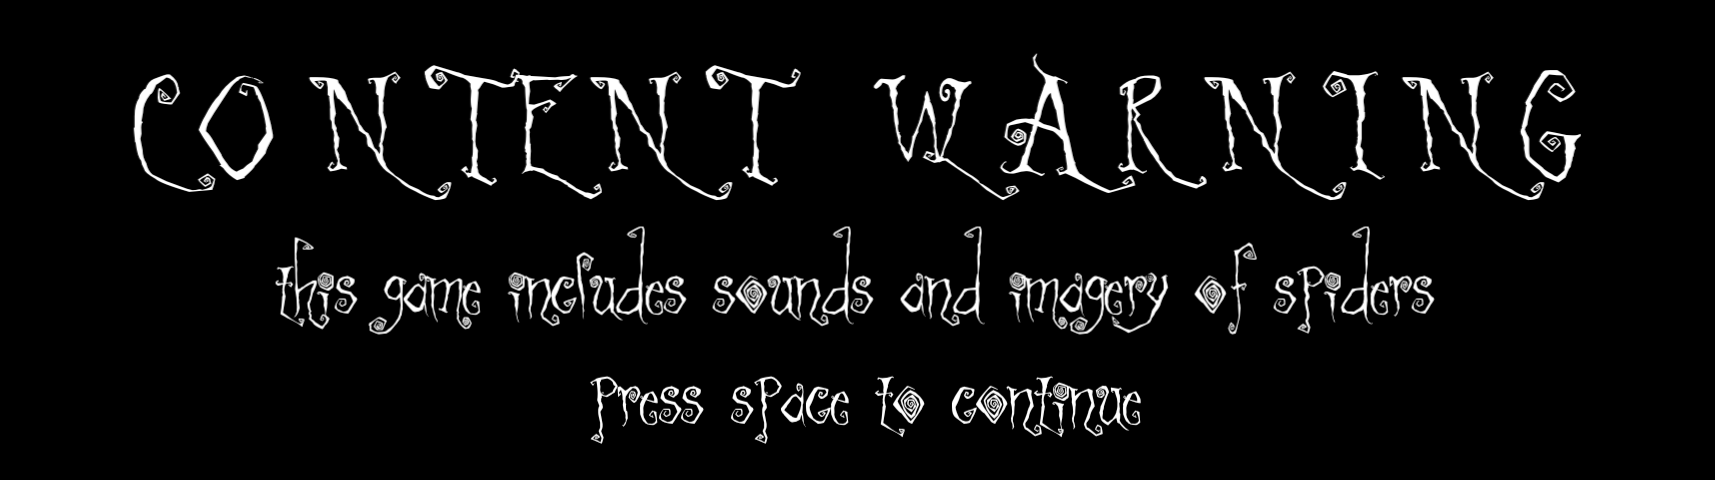 CONTENT WARNING
this game includes sounds and imagery of spiders
press space to continue